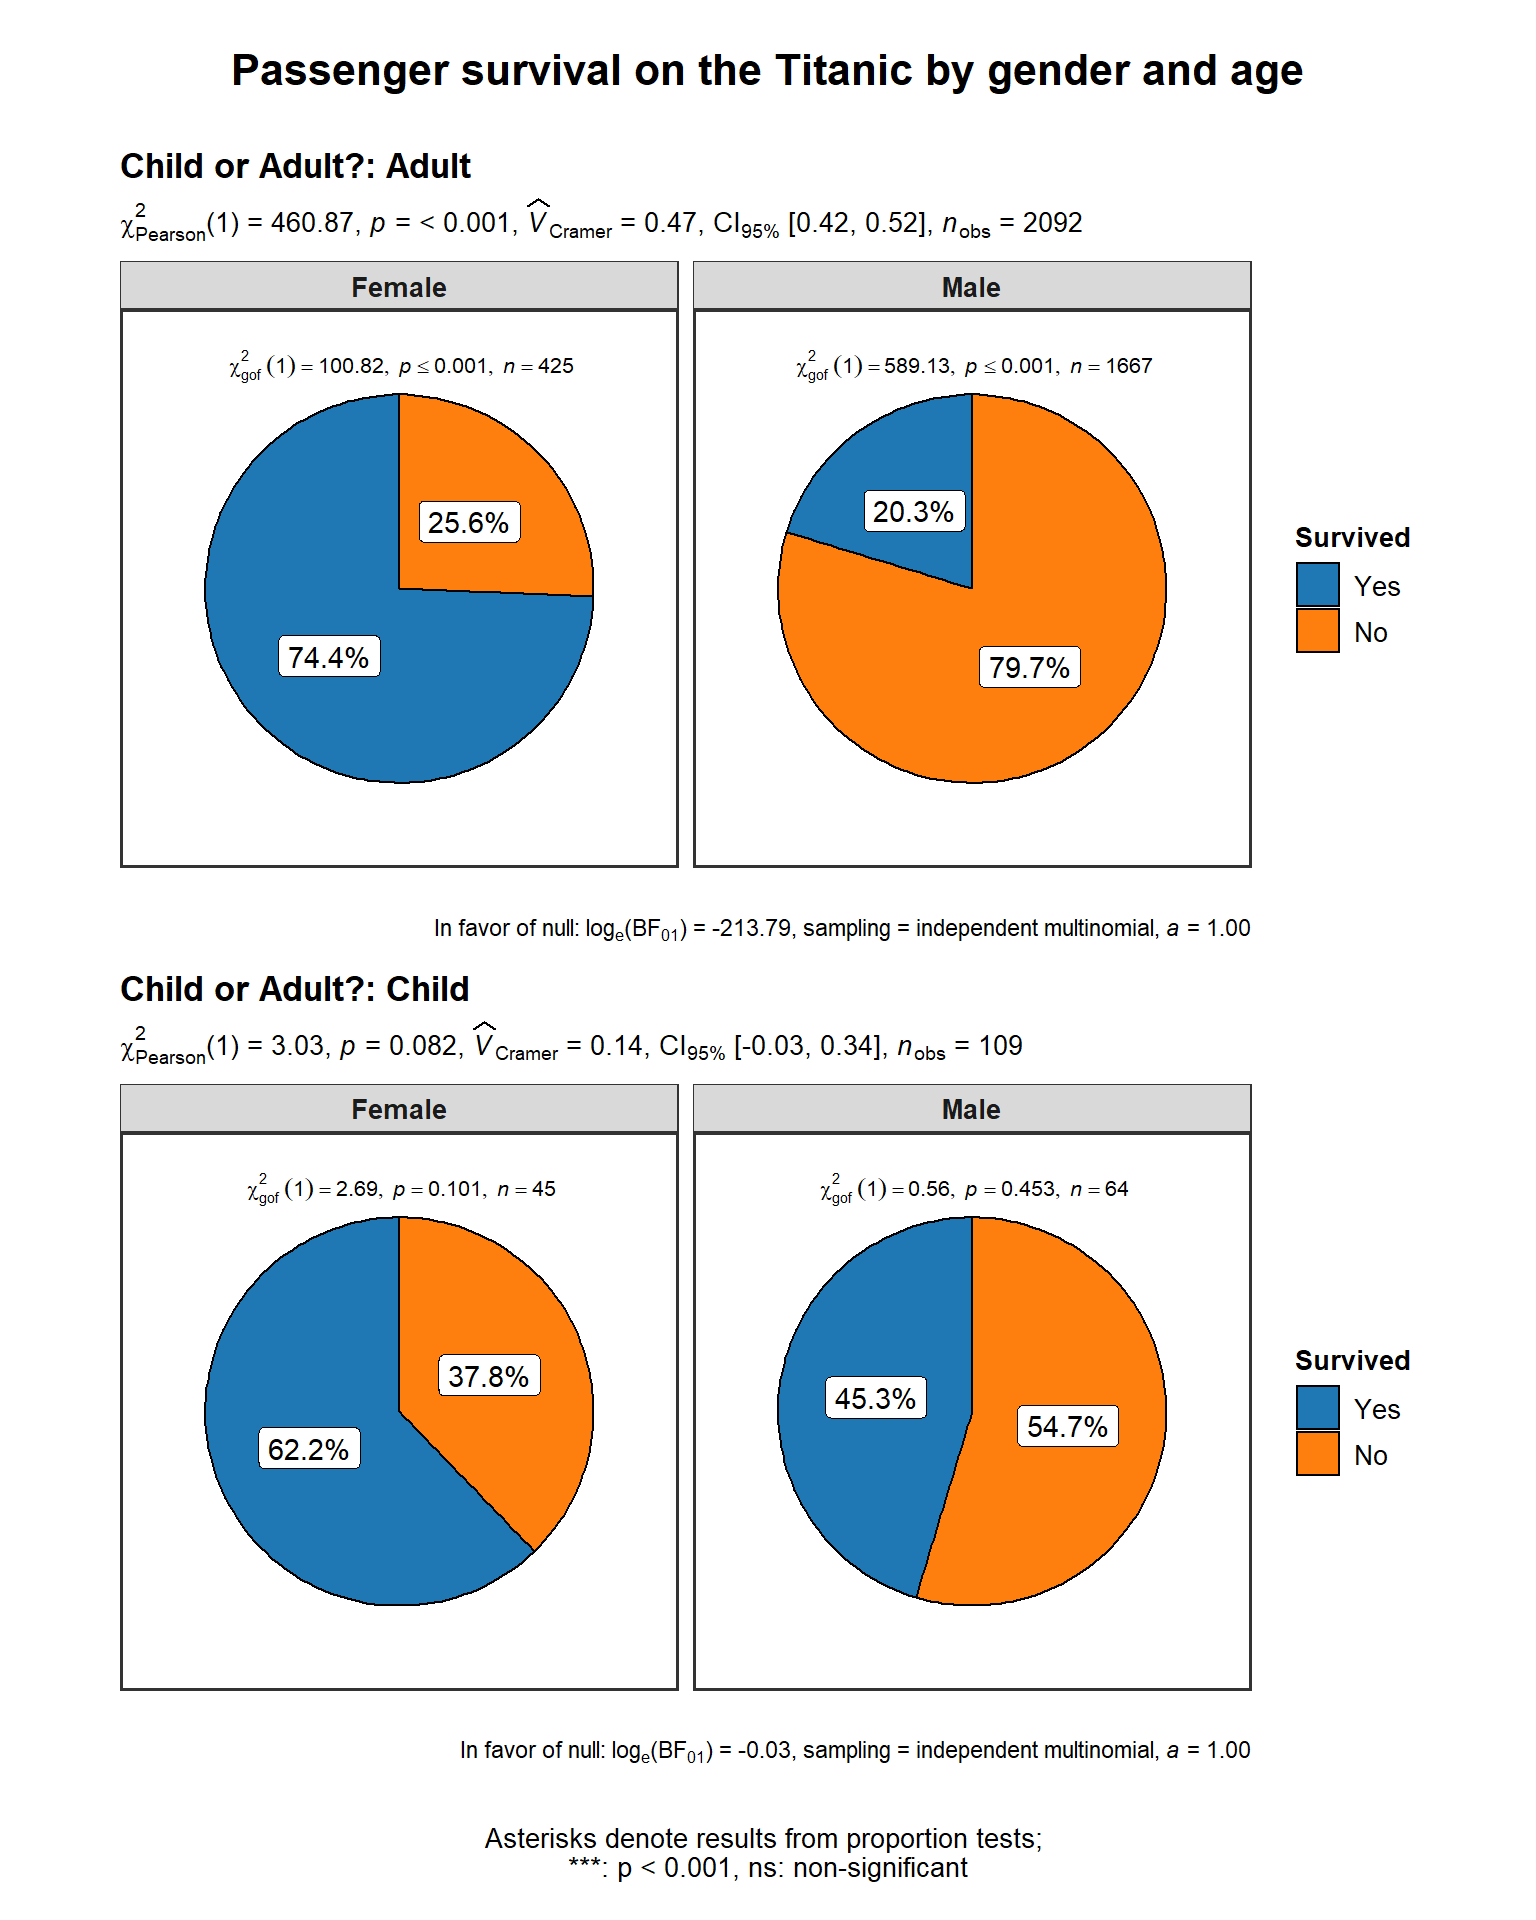 Passenger survival on the Titanic by gender and age
Child or Adult?: Adult
χ²Pearson(1) = 460.87, p = < 0.001, V̂Cramer = 0.47, CI95% [0.42, 0.52], nobs = 2092
Female
Male
χ²gof (1) = 100.82, p ≤ 0.001, n = 425
χ²gof (1) = 589.13, p ≤ 0.001, n = 1667
25.6%
74.4%
20.3%
79.7%
Survived
Yes
No
In favor of null: loge(BF01) = -213.79, sampling = independent multinomial, a = 1.00
Child or Adult?: Child
χ²Pearson(1) = 3.03, p = 0.082, V̂Cramer = 0.14, CI95% [-0.03, 0.34], nobs = 109
Female
Male
χ²gof (1) = 2.69, p = 0.101, n = 45
χ²gof (1) = 0.56, p = 0.453, n = 64
37.8%
62.2%
45.3%
54.7%
Survived
Yes
No
In favor of null: loge(BF01) = -0.03, sampling = independent multinomial, a = 1.00
Asterisks denote results from proportion tests;
***: p < 0.001, ns: non-significant